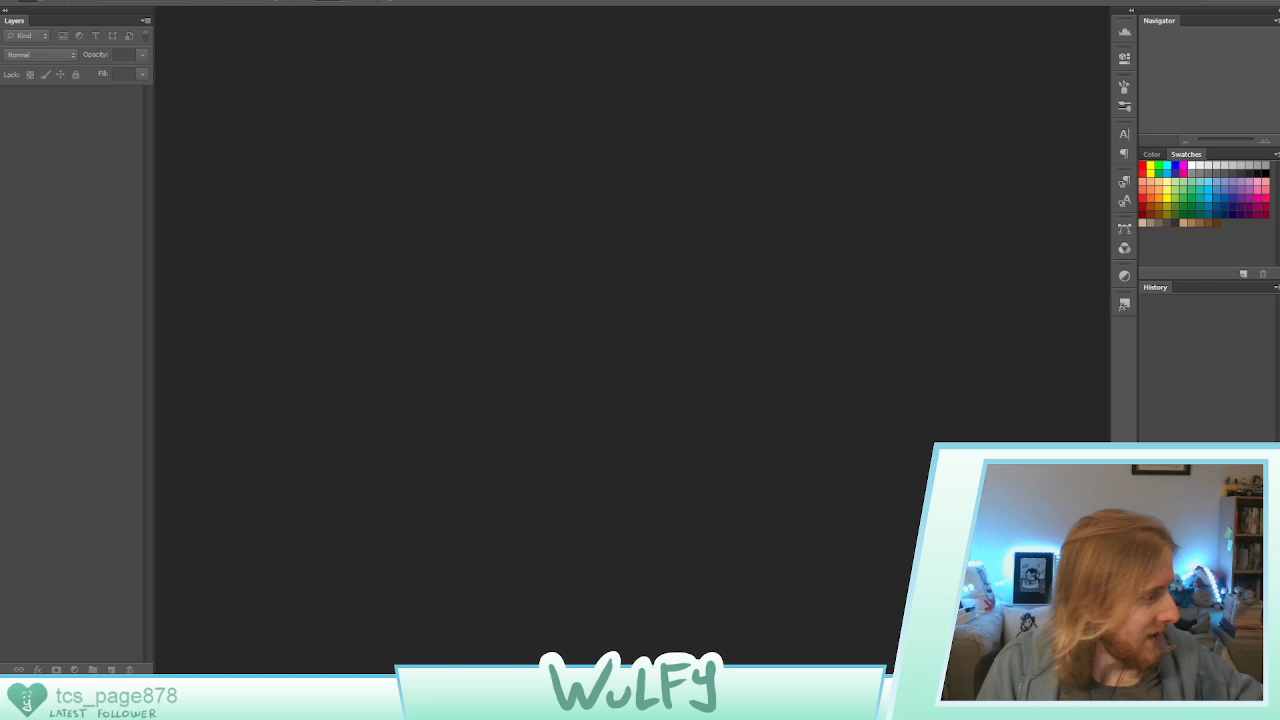 Layers
Navigator
Kind
Normal
Opacity:
Lock:
Fill:
Color
Swatches
History
WULFY
tcs_page878
LATEST FOLLOWER